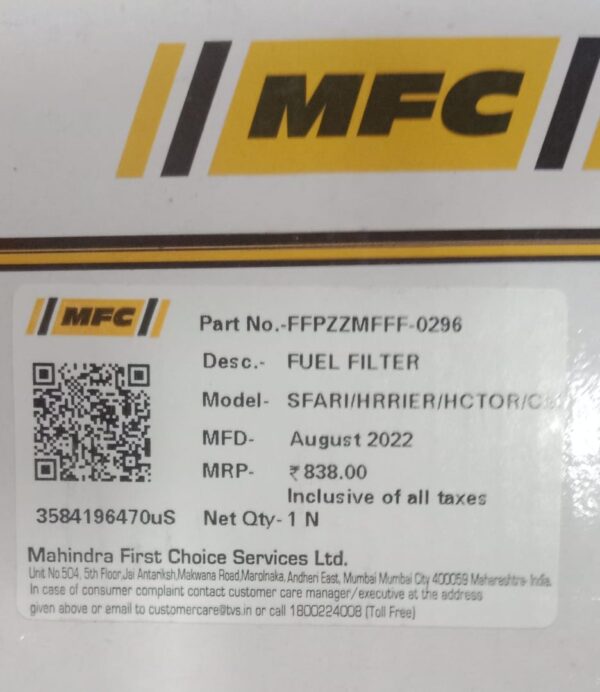 MFC
MFC
Part No.-FFPZZMFFF-0296
Desc.- FUEL FILTER
Model- SFARI/HRRIER/HCTOR/
MFD- August 2022
MRP- ₹838.00
Inclusive of all taxes
3584196470uS Net Qty- 1 N
Mahindra First Choice Services Ltd.
Unit No.504, 5th Floor,Jai Antariksh,Makwana Road,Marolnaka, Andheri East, Mumbai Mumbai City 400059 Maharashtra- India.
In case of consumer complaint contact customer care manager/executive at the address
given above or email to customercare@tvs.in or call 1800224008 (Toll Free)